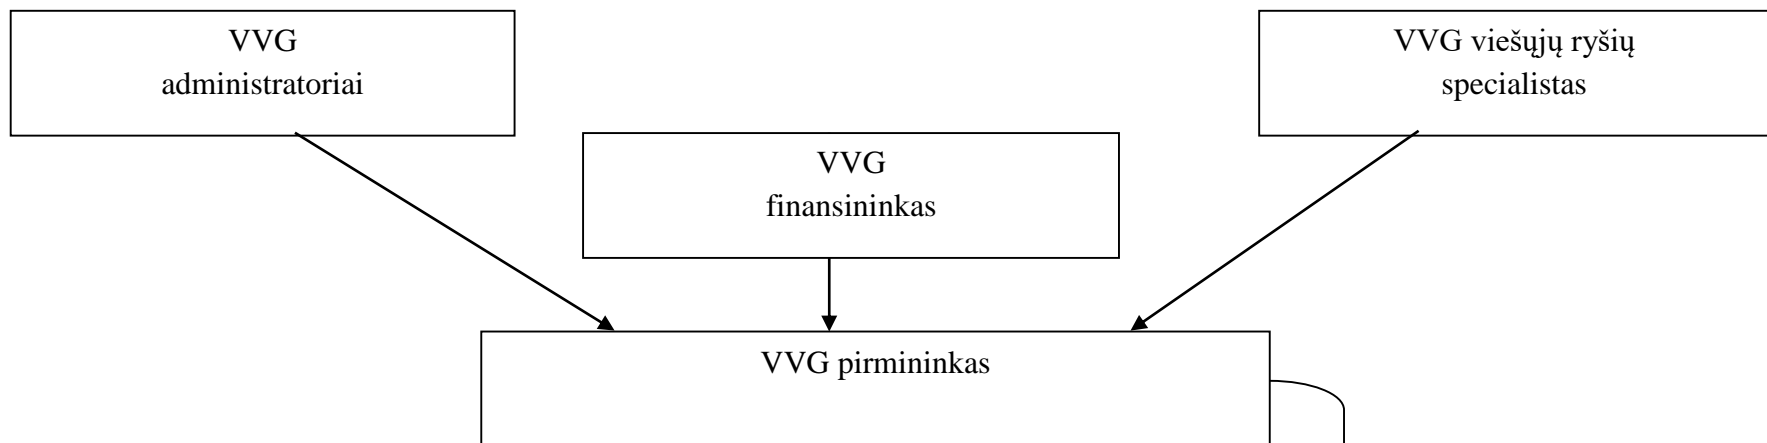 VVG
administratoriai
VVG viešųjų ryšių
specialistas
VVG
finansininkas
VVG pirmininkas